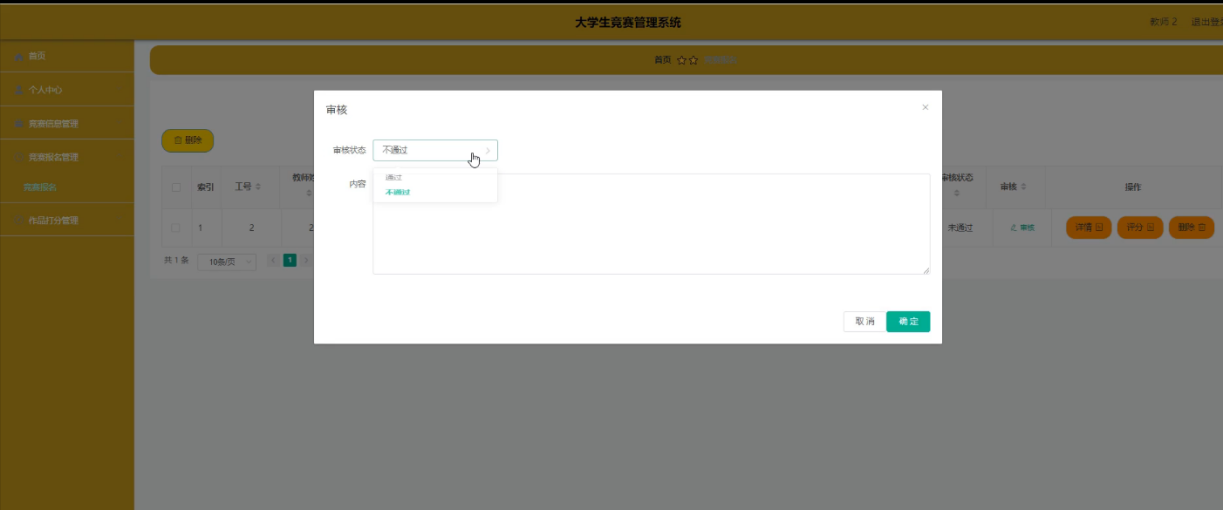 大学生竞赛管理系统
教师 2 退出登
首页
个人中心
竞赛信息管理
竞赛报名管理
竞赛报名
作品打分管理
首页
删除
索引 工号 教师姓 审核状态 审核 操作
1 2 2 未通过 审核 详情 评分 删除
共 1 条 10条/页 1
审核
审核状态 不通过
通过
不通过
内容
取消 确定